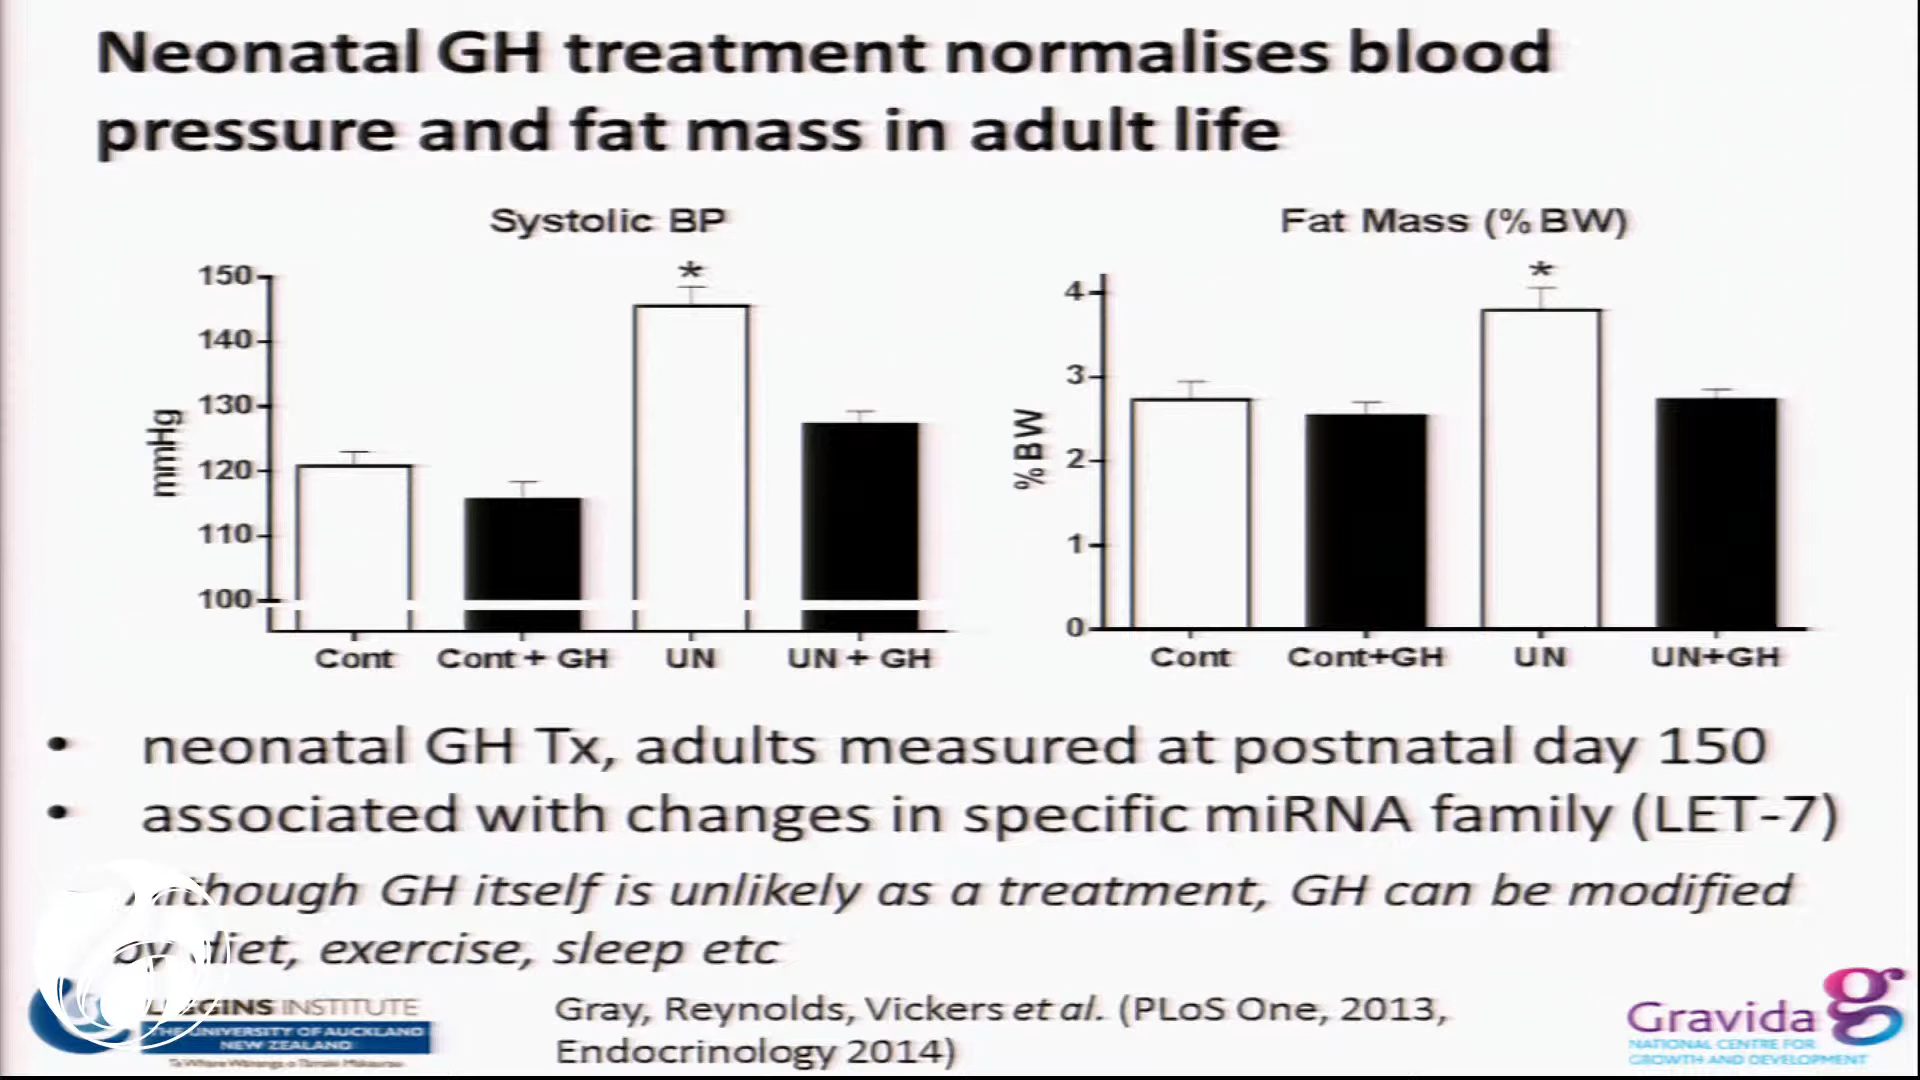 Neonatal GH treatment normalises blood
pressure and fat mass in adult life
Systolic BP
150
140
130
120
110
100
mmHg
Cont
Cont + GH
UN
UN + GH
*
Fat Mass (% BW)
4
3
2
1
0
% BW
Cont
Cont+GH
UN
UN+GH
*
• neonatal GH Tx, adults measured at postnatal day 150
• associated with changes in specific miRNA family (LET-7)
GH itself is unlikely as a treatment, GH can be modified
by diet, exercise, sleep etc
INSTITUTE
THE UNIVERSITY OF AUCKLAND
NEW ZEALAND
Gray, Reynolds, Vickers et al. (PLoS One, 2013,
Endocrinology 2014)
Gravida
NATIONAL CENTRE FOR
GROWTH AND DEVELOPMENT